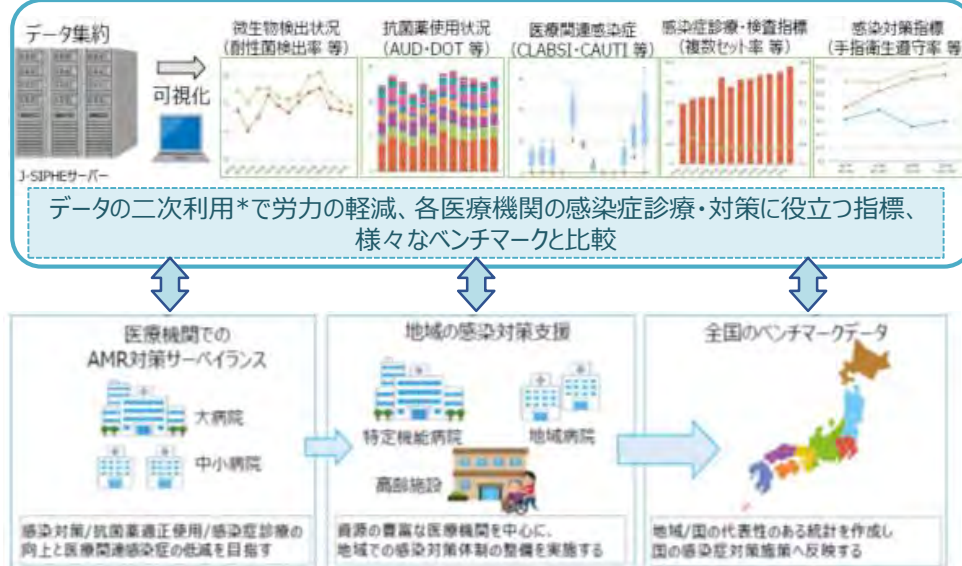 データ集約
可視化
J-SIPHEサーバー
微生物検出状況
(耐性菌検出率 等)
抗菌薬使用状況
(AUD・DOT 等)
医療関連感染症
(CLABSI・CAUTI 等)
感染症診療・検査指標
(複数セット率 等)
感染対策指標
(手指衛生遵守率 等
データの二次利用*で労力の軽減、各医療機関の感染症診療・対策に役立つ指標、
様々なベンチマークと比較
医療機関での
AMR対策サーベイランス
大病院
中小病院
感染対策/抗菌薬適正使用/感染症診療の
向上と医療関連感染症の低減を目指す
地域の感染対策支援
特定機能病院
地域病院
高齢施設
資源の豊富な医療機関を中心に、
地域での感染対策体制の整備を実施する
全国のベンチマークデータ
地域/国の代表性のある統計を作成し
国の感染症対策施策へ反映する